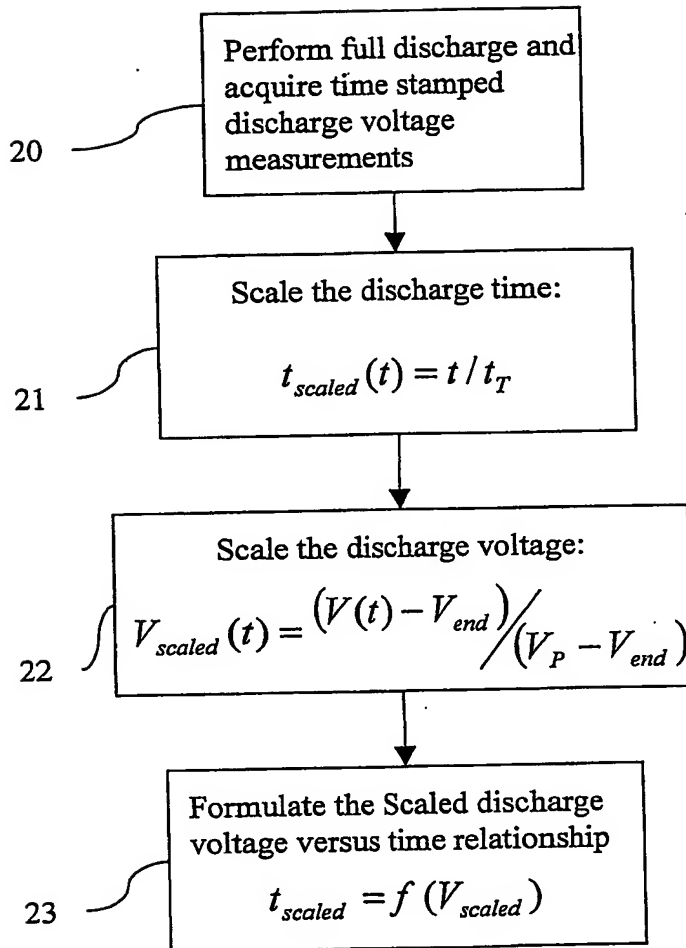 Perform full discharge and
acquire time stamped
discharge voltage
measurements
20
Scale the discharge time:
t_scaled(t) = t / t_T
21
Scale the discharge voltage:
V_scaled(t) = (V(t) − V_end) / (V_P − V_end)
22
Formulate the Scaled discharge
voltage versus time relationship
t_scaled = f (V_scaled)
23